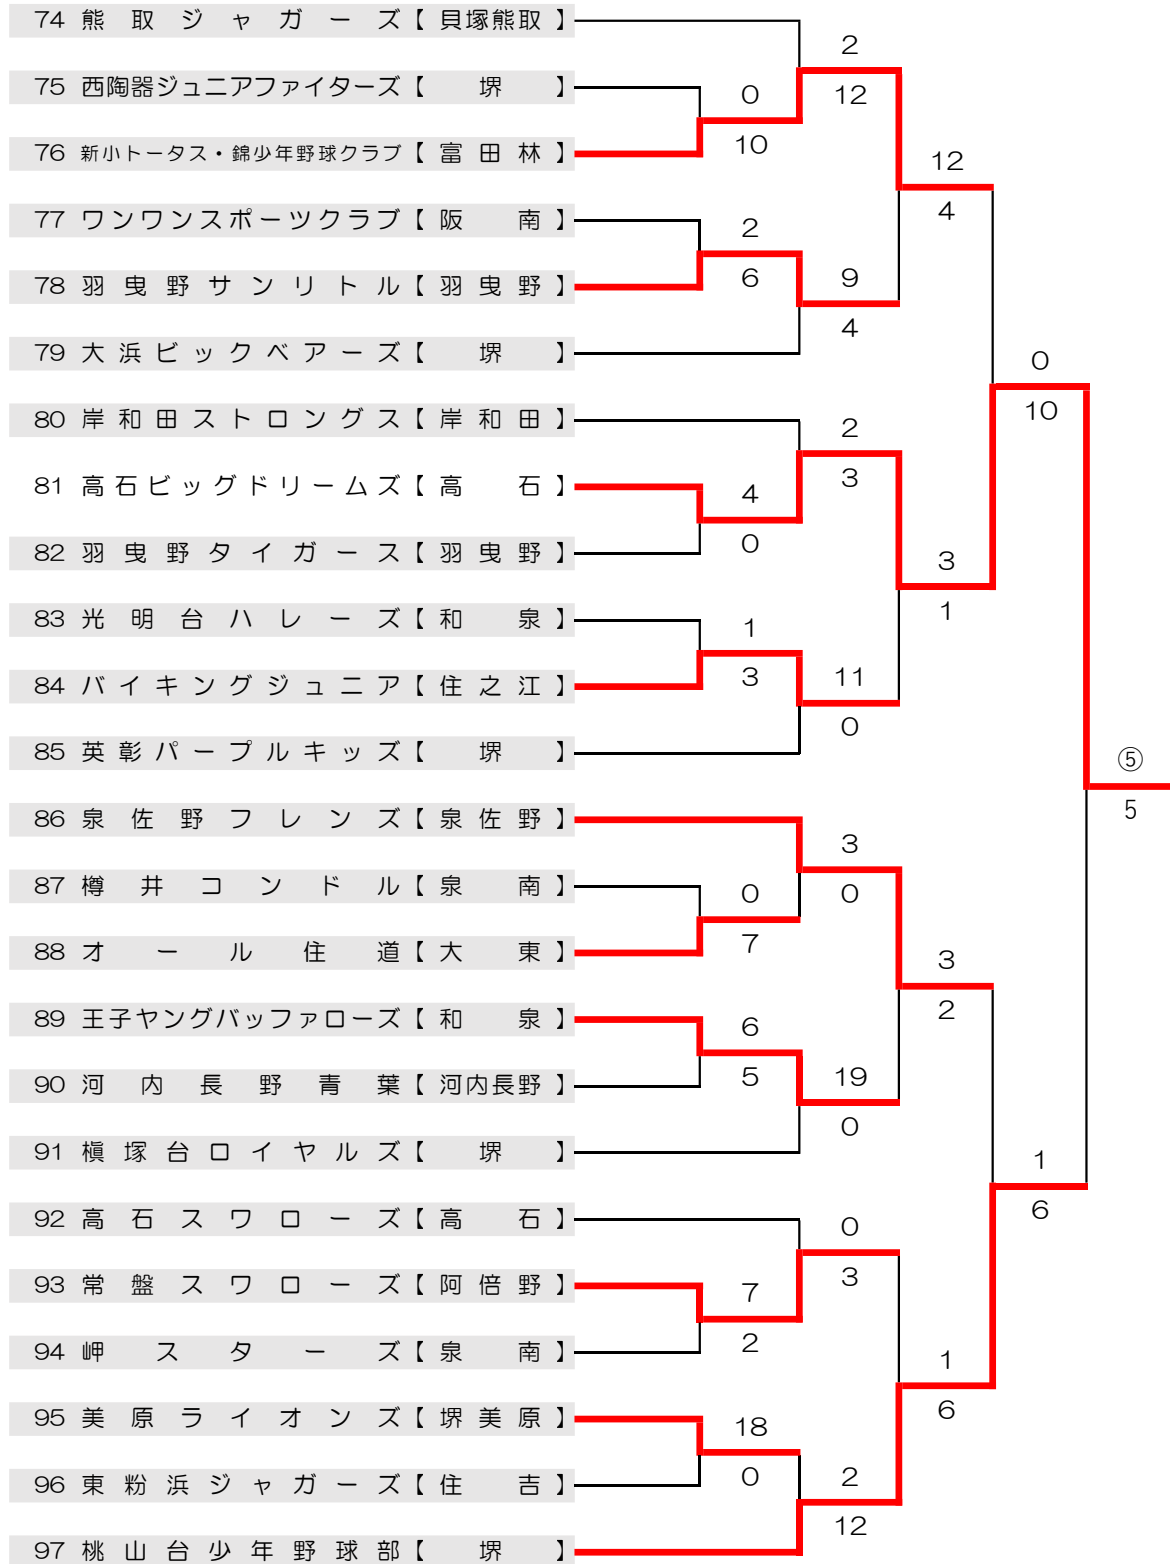 74 熊取ジャガーズ【貝塚熊取】
2
75 西陶器ジュニアファイターズ【堺】
0
12
10
76 新小トータス・錦少年野球クラブ【富田林】
12
4
77 ワンワンスポーツクラブ【阪南】
2
6
9
78 羽曳野サンリトル【羽曳野】
4
79 大浜ビックベアーズ【堺】
0
10
80 岸和田ストロングス【岸和田】
2
3
81 高石ビッグドリームズ【高石】
4
0
82 羽曳野タイガース【羽曳野】
3
1
83 光明台ハレーズ【和泉】
1
3
11
84 バイキングジュニア【住之江】
0
85 英彰パープルキッズ【堺】
⑤
5
86 泉佐野フレンズ【泉佐野】
3
87 樽井コンドル【泉南】
0
0
7
88 オール住道【大東】
3
2
89 王子ヤングバッファローズ【和泉】
6
5
19
90 河内長野青葉【河内長野】
0
91 槇塚台ロイヤルズ【堺】
1
6
92 高石スワローズ【高石】
0
3
93 常盤スワローズ【阿倍野】
7
2
94 岬スターズ【泉南】
1
6
95 美原ライオンズ【堺美原】
18
0
2
96 東粉浜ジャガーズ【住吉】
12
97 桃山台少年野球部【堺】